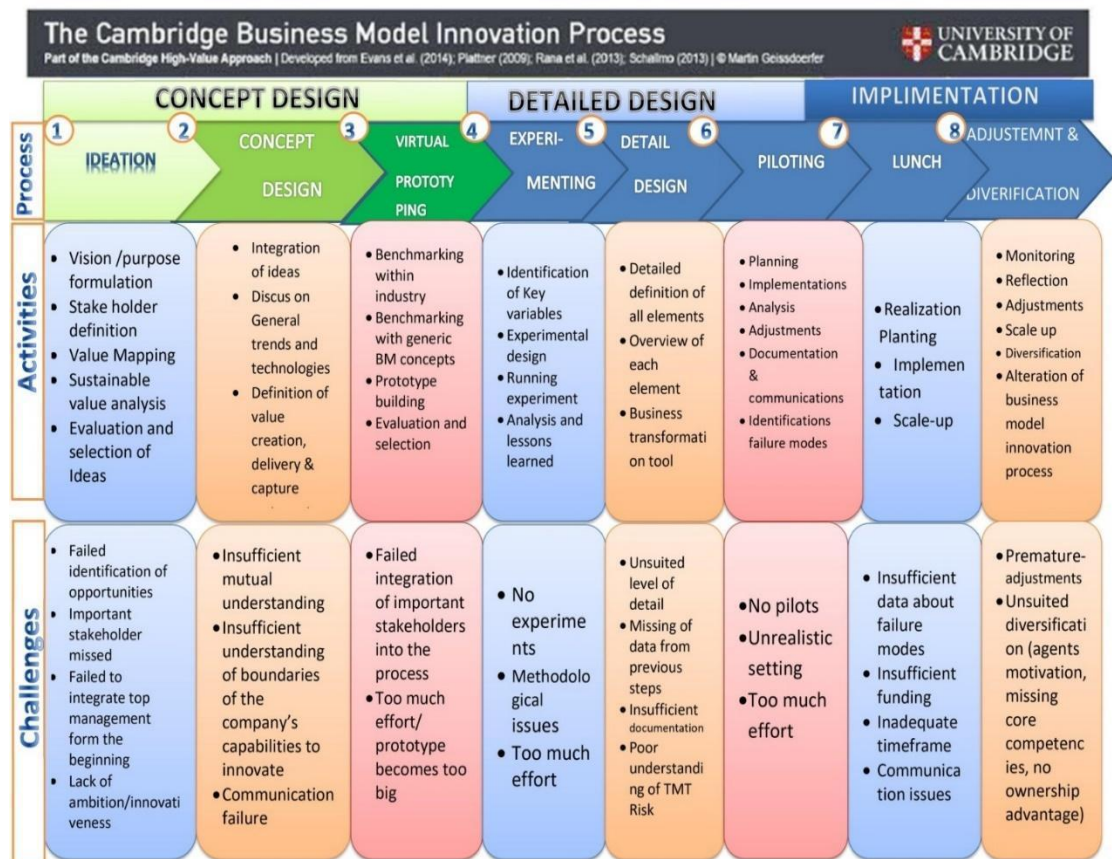 The Cambridge Business Model Innovation Process
Part of the Cambridge High-Value Approach | Developed from Evans et al. (2014); Plattner (2009); Rana et al. (2013); Schallmo (2013) | © Martin Geissdoerfer
UNIVERSITY OF
CAMBRIDGE
CONCEPT DESIGN
DETAILED DESIGN
IMPLIMENTATION
Process
1
IDEATION
2
CONCEPT
DESIGN
3
VIRTUAL
PROTOTY
PING
4
EXPERI-
MENTING
5
DETAIL
DESIGN
6
PILOTING
7
LUNCH
8
ADJUSTEMNT &
DIVERIFICATION
Activities
• Vision /purpose
formulation
• Stake holder
definition
• Value Mapping
• Sustainable
value analysis
• Evaluation and
selection of
Ideas
• Integration
of ideas
• Discus on
General
trends and
technologies
• Definition of
value
creation,
delivery &
capture
• Benchmarking
within
industry
• Benchmarking
with generic
BM concepts
• Prototype
building
• Evaluation and
selection
• Identification
of Key
variables
• Experimental
design
• Running
experiment
• Analysis and
lessons
learned
• Detailed
definition of
all elements
• Overview of
each
element
• Business
transformati
on tool
• Planning
• Implementations
• Analysis
• Adjustments
• Documentation
&
communications
• Identifications
failure modes
• Realization
Planting
• Implemen
tation
• Scale-up
• Monitoring
• Reflection
• Adjustments
• Scale up
• Diversification
• Alteration of
business
model
innovation
process
Challenges
• Failed
identification of
opportunities
• Important
stakeholder
missed
• Failed to
integrate top
management
form the
beginning
• Lack of
ambition/innovati
veness
• Insufficient
mutual
understanding
• Insufficient
understanding
of boundaries
of the
company's
capabilities to
innovate
• Communication
failure
• Failed
integration
of important
stakeholders
into the
process
• Too much
effort/
prototype
becomes too
big
• No
experime
nts
• Methodolo
gical
issues
• Too much
effort
• Unsuited
level of
detail
• Missing of
data from
previous
steps
• Insufficient
documentation
• Poor
understandi
ng of TMT
Risk
• No pilots
• Unrealistic
setting
• Too much
effort
• Insufficient
data about
failure
modes
• Insufficient
funding
• Inadequate
timeframe
• Communica
tion issues
• Premature-
adjustments
• Unsuited
diversificati
on (agents
motivation,
missing
core
competenc
ies, no
ownership
advantage)